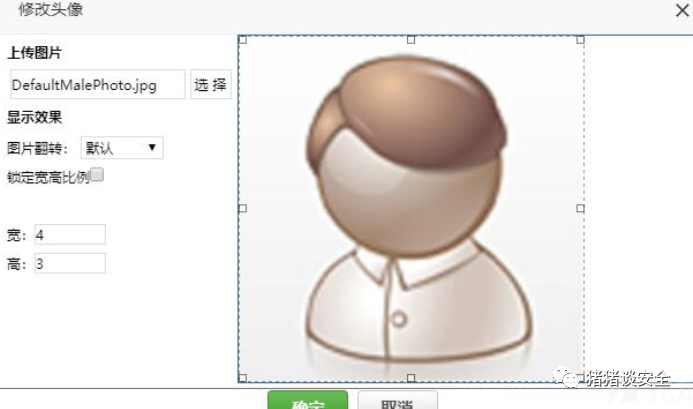 修改头像
上传图片
DefaultMalePhoto.jpg 选 择
显示效果
图片翻转： 默认
锁定宽高比例
宽：4
高：3
猪猪谈安全
确定 取消